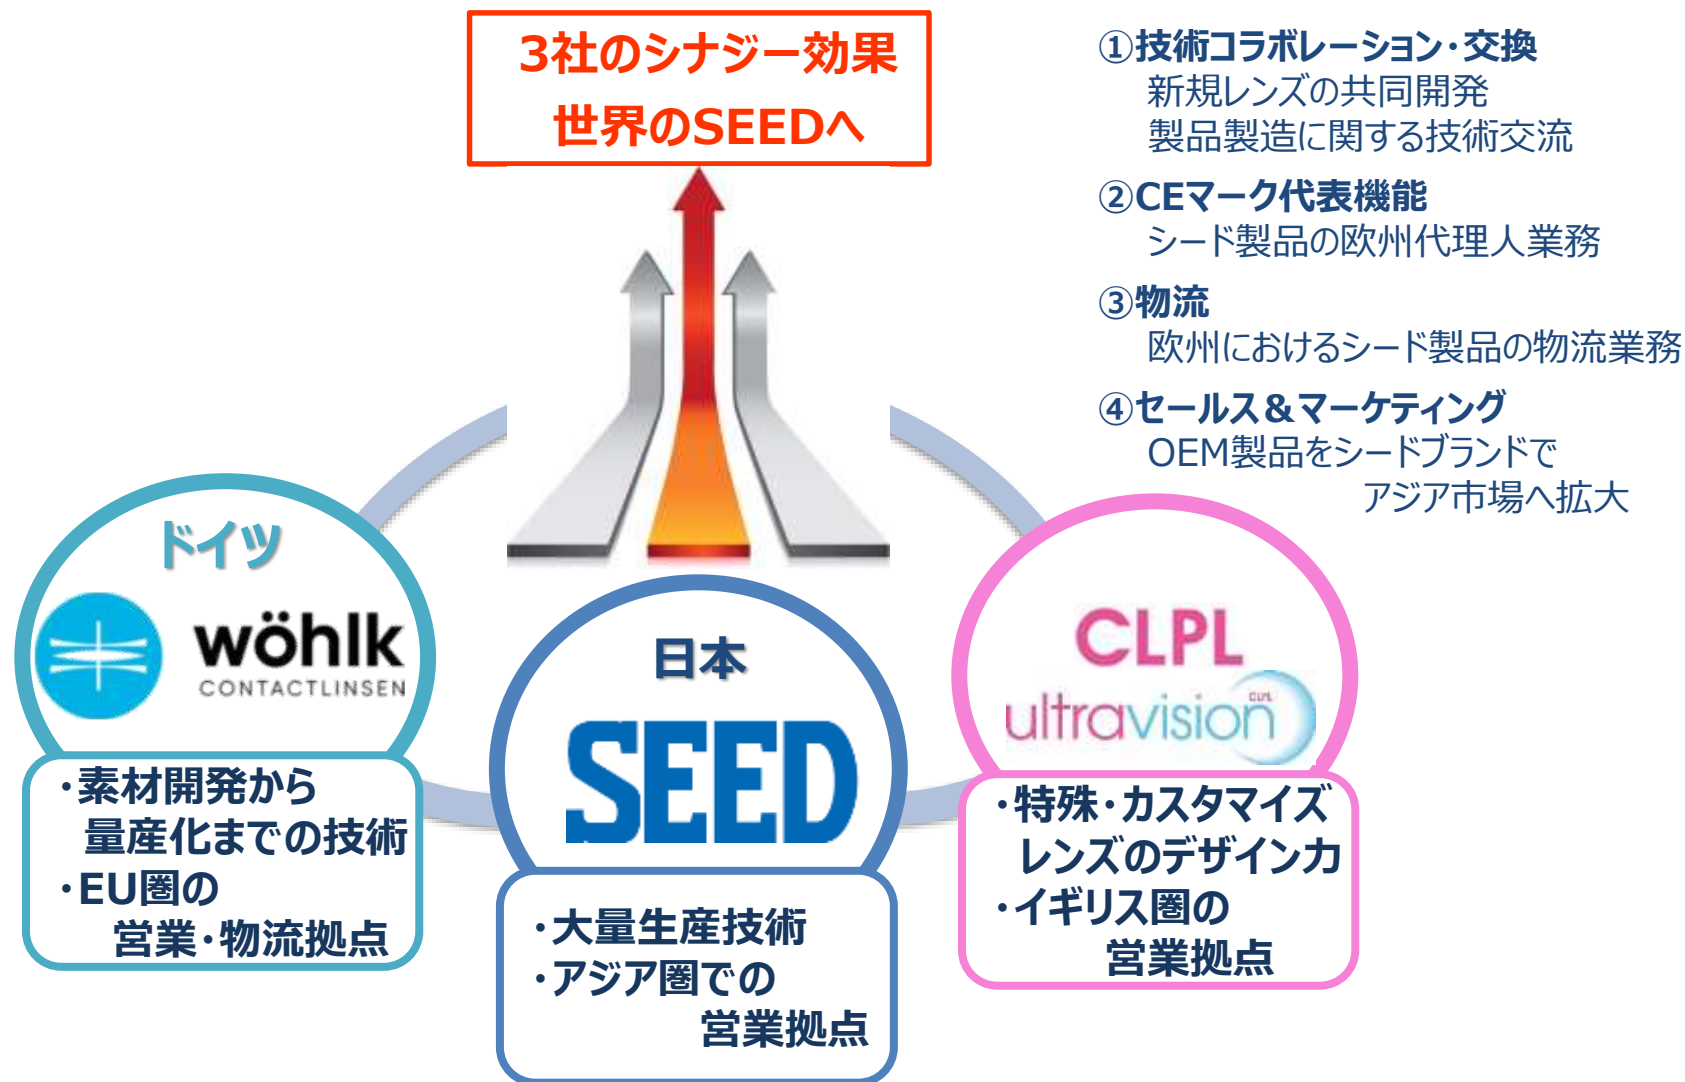 3社のシナジー効果
世界のSEEDへ
①技術コラボレーション・交換
新規レンズの共同開発
製品製造に関する技術交流
②CEマーク代表機能
シード製品の欧州代理人業務
③物流
欧州におけるシード製品の物流業務
④セールス&マーケティング
OEM製品をシードブランドで
アジア市場へ拡大
ドイツ
wöhlk
CONTACTLINSEN
・素材開発から
量産化までの技術
・EU圏の
営業・物流拠点
日本
SEED
・大量生産技術
・アジア圏での
営業拠点
CLPL
CLPL
ultravision
・特殊・カスタマイズ
レンズのデザイン力
・イギリス圏の
営業拠点